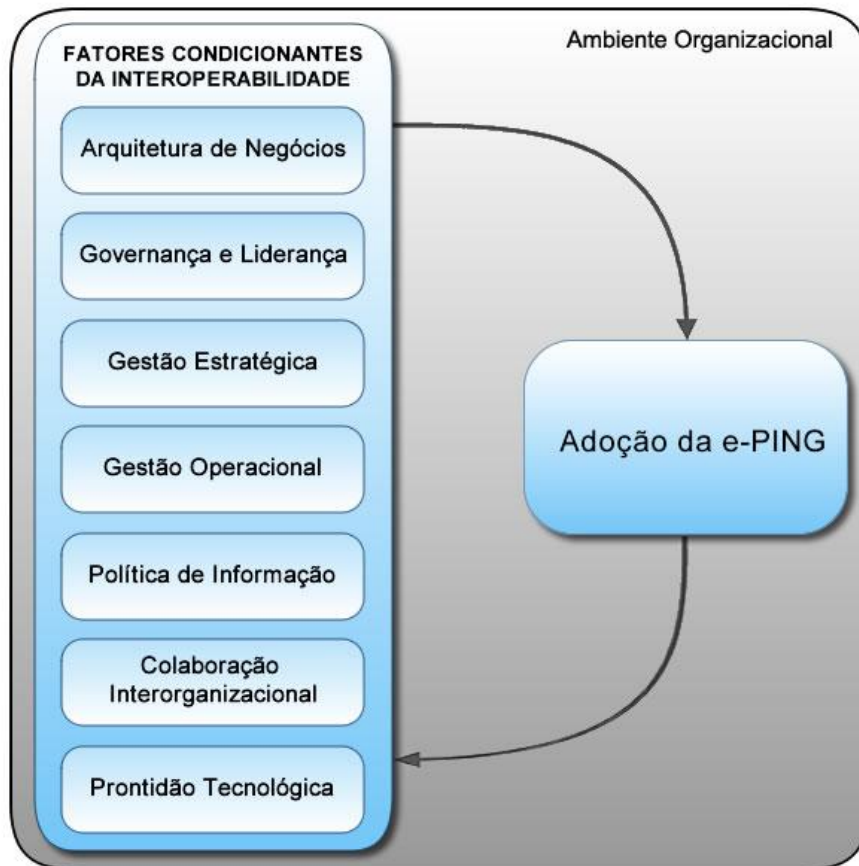 FATORES CONDICIONANTES
DA INTEROPERABILIDADE
Ambiente Organizacional
Arquitetura de Negócios
Governança e Liderança
Gestão Estratégica
Gestão Operacional
Política de Informação
Colaboração
Interorganizacional
Prontidão Tecnológica
Adoção da e-PING